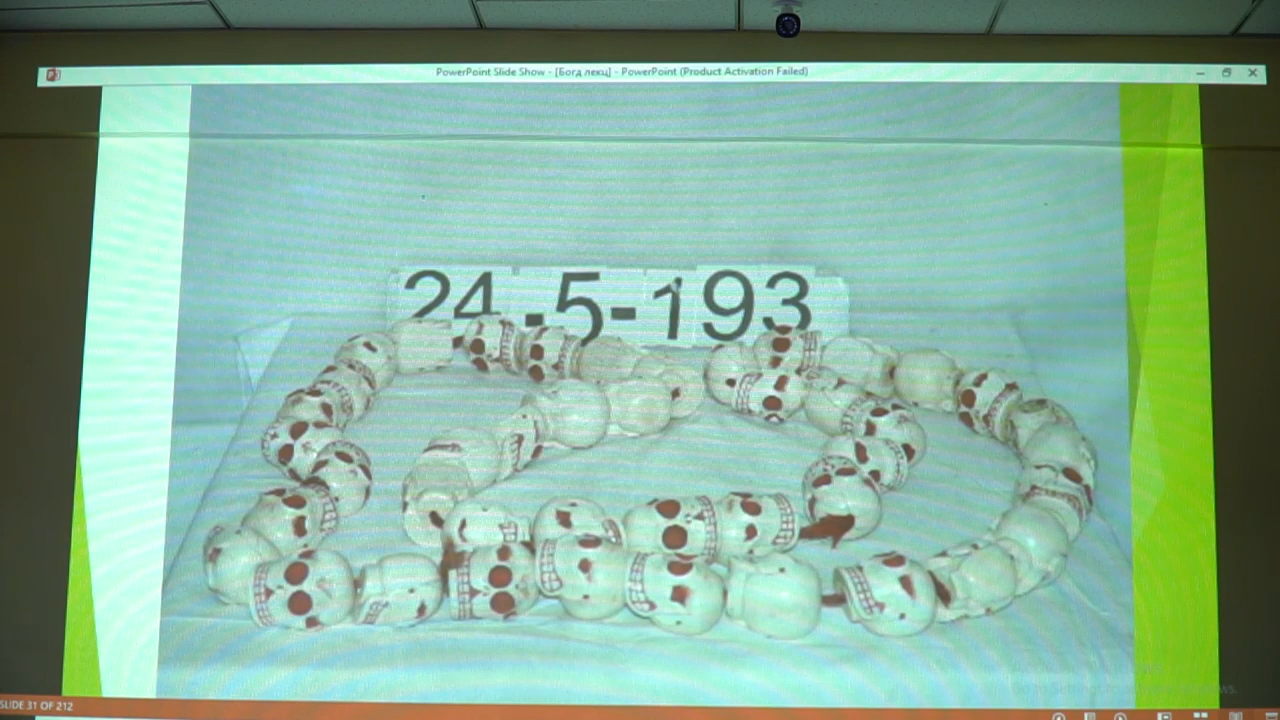 PowerPoint Slide Show - [Богд лекц] - PowerPoint (Product Activation Failed)
24-5-193
SLIDE 31 OF 212